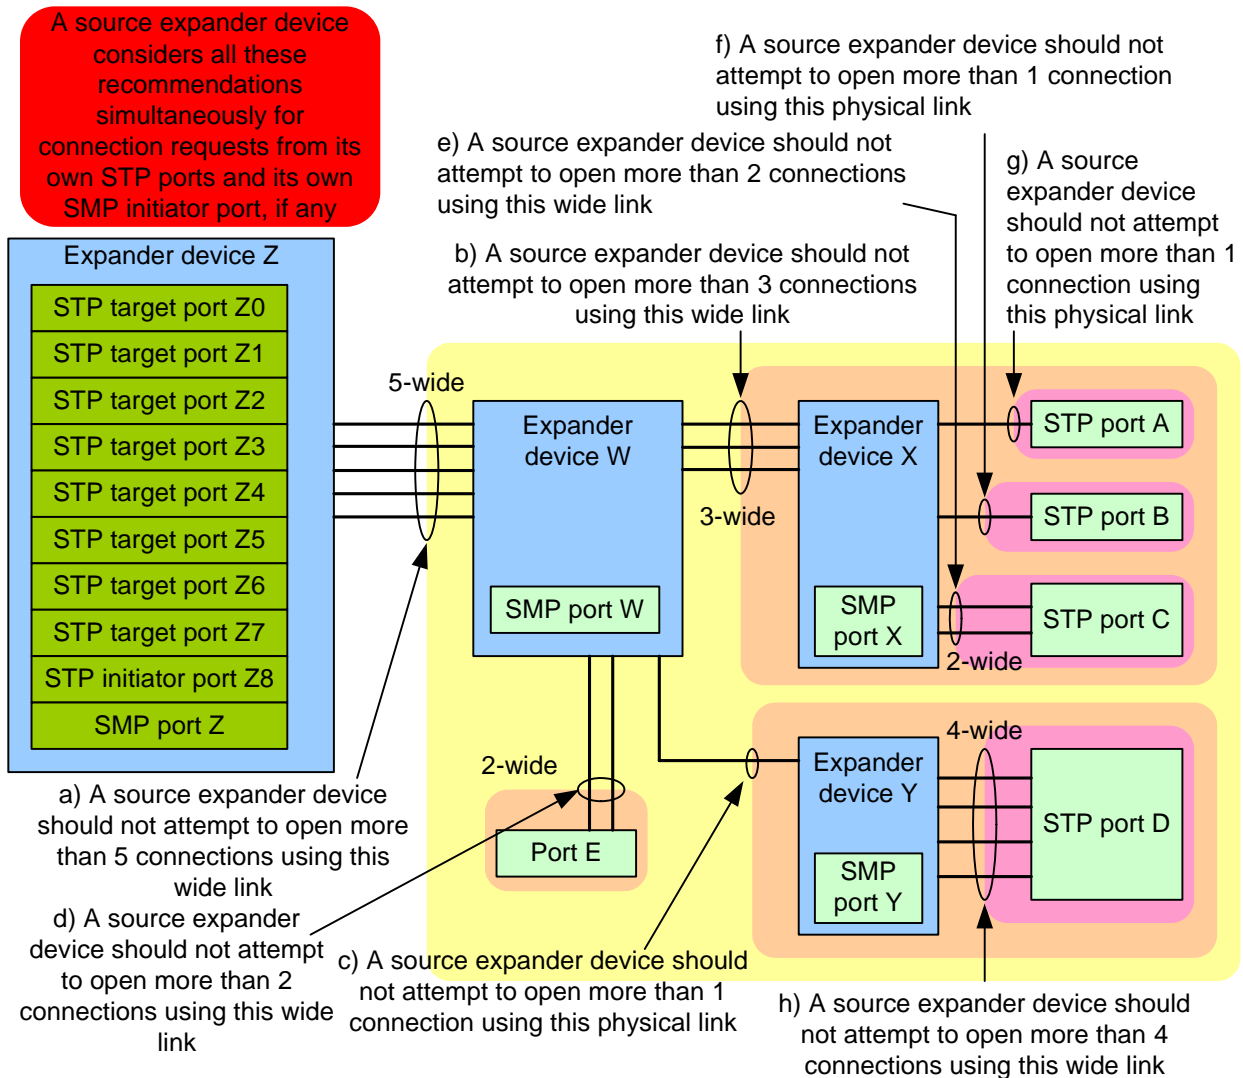 A source expander device
considers all these
recommendations
simultaneously for
connection requests from its
own STP ports and its own
SMP initiator port, if any
f) A source expander device should not
attempt to open more than 1 connection
using this physical link
e) A source expander device should not
attempt to open more than 2 connections
using this wide link
g) A source
expander device
should not attempt
to open more than 1
connection using
this physical link
b) A source expander device should not
attempt to open more than 3 connections
using this wide link
Expander device Z
STP target port Z0
STP target port Z1
STP target port Z2
STP target port Z3
STP target port Z4
STP target port Z5
STP target port Z6
STP target port Z7
STP initiator port Z8
SMP port Z
5-wide
Expander
device W
SMP port W
3-wide
Expander
device X
SMP
port X
STP port A
STP port B
STP port C
2-wide
2-wide
Port E
Expander
device Y
SMP
port Y
4-wide
STP port D
a) A source expander device
should not attempt to open more
than 5 connections using this
wide link
d) A source expander
device should not attempt
to open more than 2
connections using this wide
link
c) A source expander device should
not attempt to open more than 1
connection using this physical link
h) A source expander device should
not attempt to open more than 4
connections using this wide link